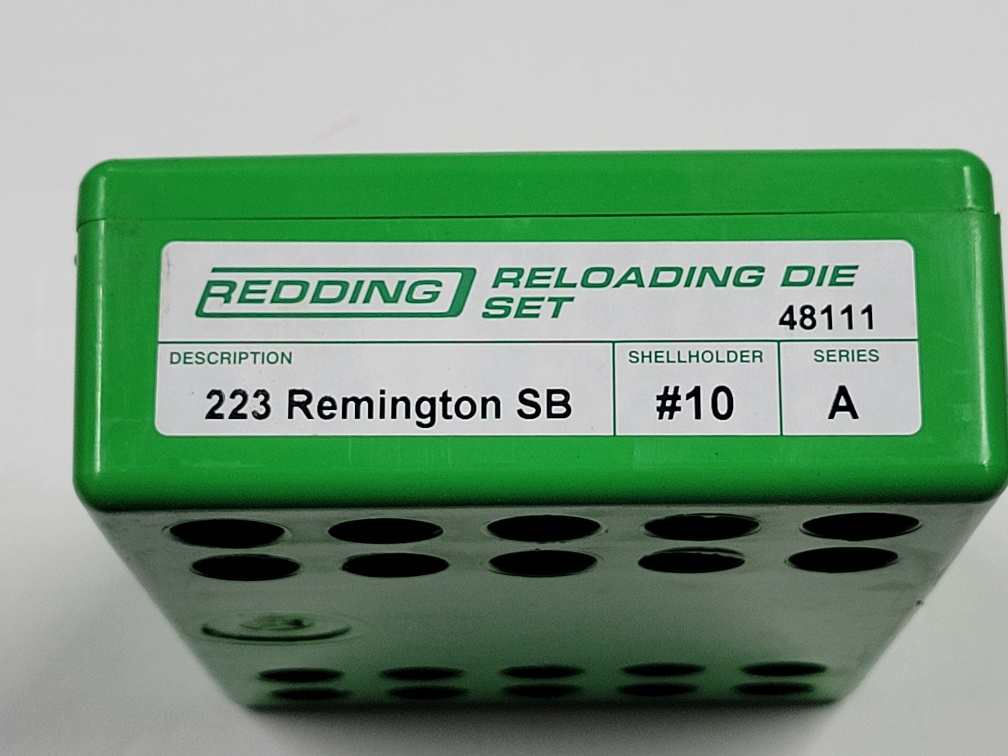 REDDING RELOADING DIE
SET
48111
DESCRIPTION SHELLHOLDER SERIES
223 Remington SB #10 A